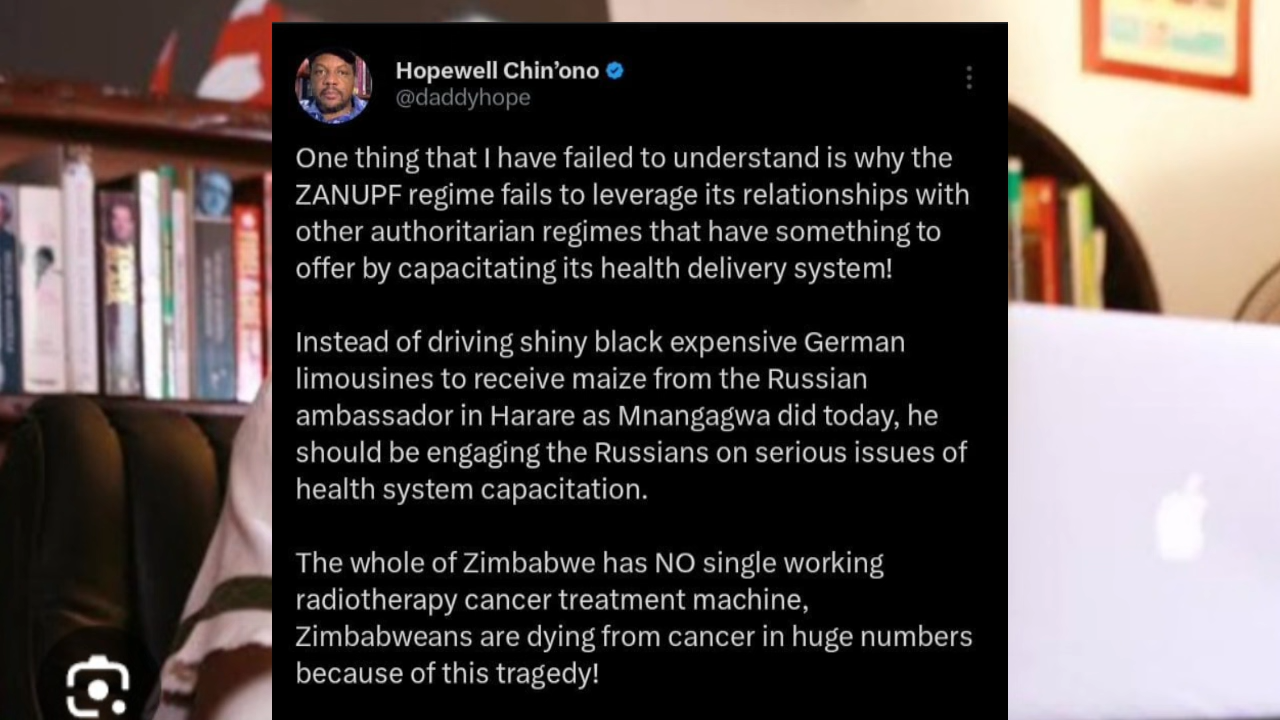 Hopewell Chin’ono
@daddyhope
One thing that I have failed to understand is why the
ZANUPF regime fails to leverage its relationships with
other authoritarian regimes that have something to
offer by capacitating its health delivery system!
Instead of driving shiny black expensive German
limousines to receive maize from the Russian
ambassador in Harare as Mnangagwa did today, he
should be engaging the Russians on serious issues of
health system capacitation.
The whole of Zimbabwe has NO single working
radiotherapy cancer treatment machine,
Zimbabweans are dying from cancer in huge numbers
because of this tragedy!